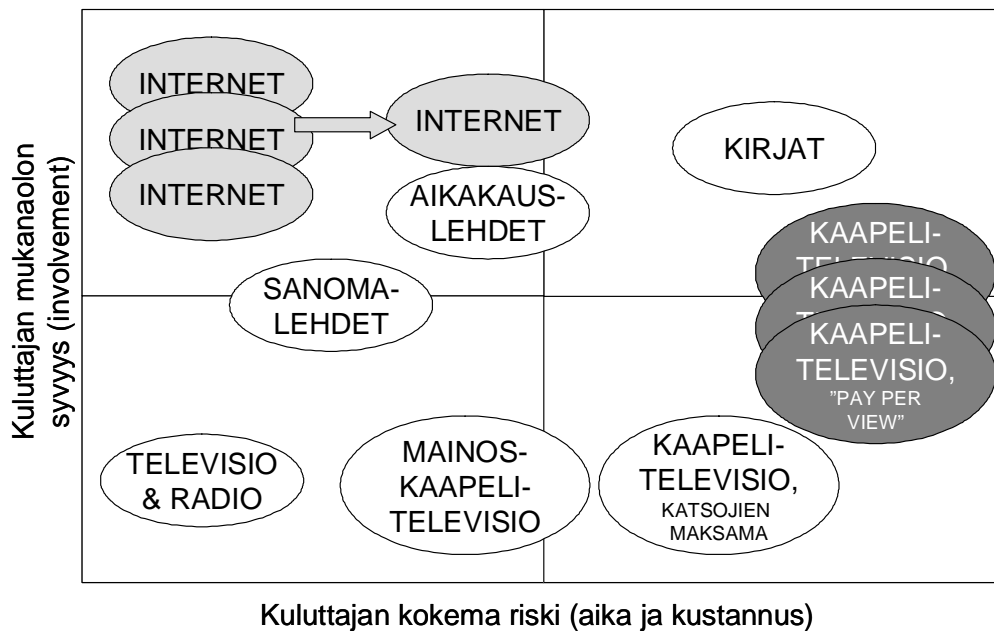 INTERNET
INTERNET
INTERNET
INTERNET
AIKAKAUS-
LEHDET
KIRJAT
SANOMA-
LEHDET
KAAPELI-
TELEVISIO
KAAPELI-
KAAPELI-
TELEVISIO,
”PAY PER
VIEW”
TELEVISIO
& RADIO
MAINOS-
KAAPELI-
TELEVISIO
KAAPELI-
TELEVISIO,
KATSOJIEN
MAKSAMA
Kuluttajan mukanaolon
syvyys (involvement)
Kuluttajan kokema riski (aika ja kustannus)